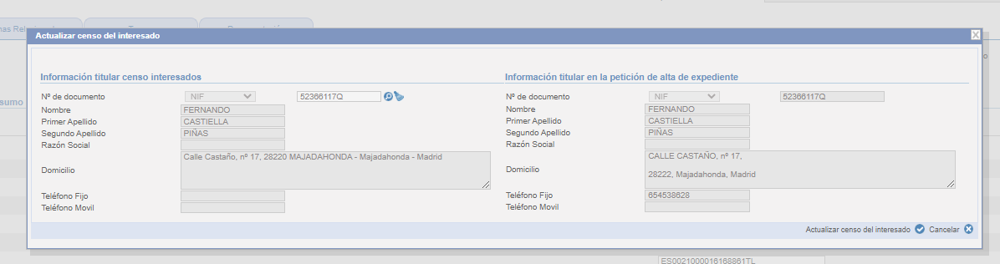 Actualizar censo del interesado
Información titular censo interesados
Nº de documento NIF 52366117Q
Nombre FERNANDO
Primer Apellido CASTIELLA
Segundo Apellido PIÑAS
Razón Social
Domicilio Calle Castaño, nº 17, 28220 MAJADAHONDA - Majadahonda - Madrid
Teléfono Fijo
Teléfono Movil
Información titular en la petición de alta de expediente
Nº de documento NIF 52366117Q
Nombre FERNANDO
Primer Apellido CASTIELLA
Segundo Apellido PIÑAS
Razón Social
Domicilio CALLE CASTAÑO, nº 17,
28222, Majadahonda, Madrid
Teléfono Fijo 654538628
Teléfono Movil
Actualizar censo del interesado Cancelar
sumo
ES0021000016168861TL